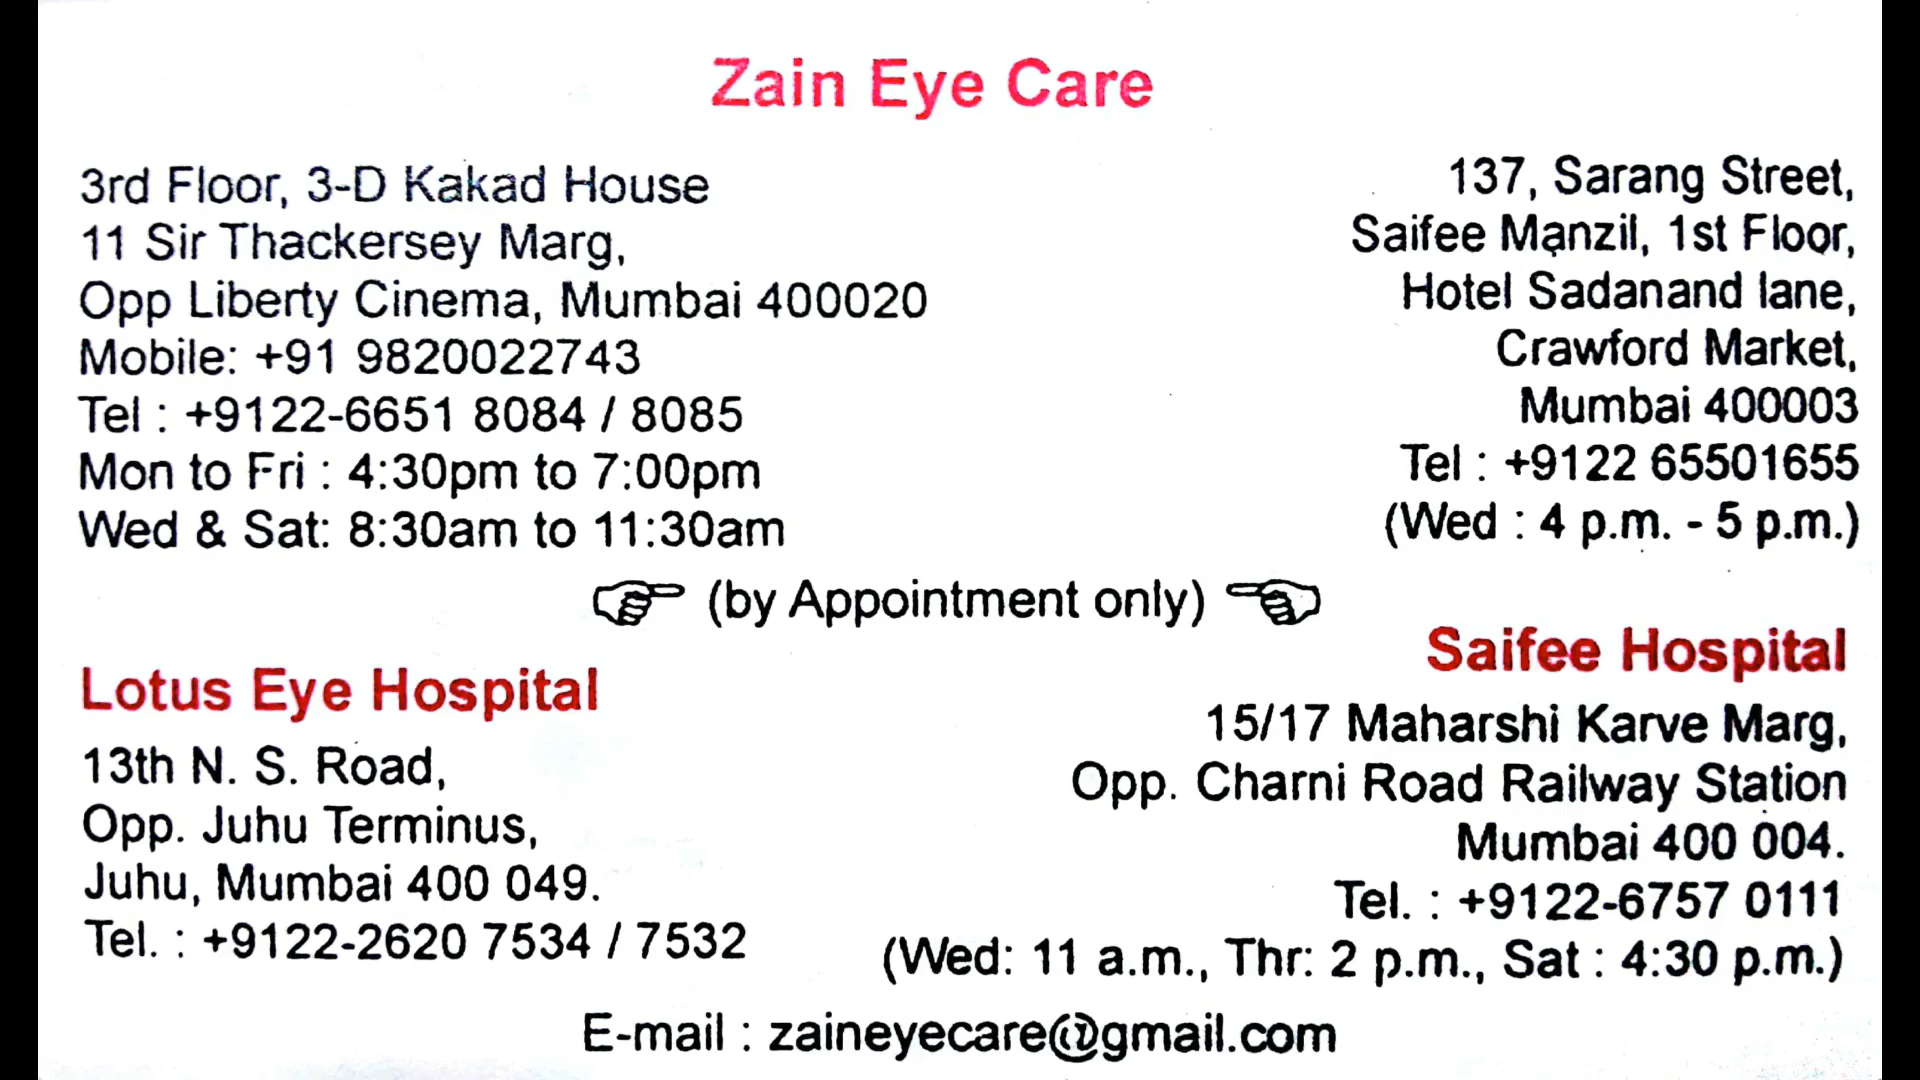 Zain Eye Care
3rd Floor, 3-D Kakad House
11 Sir Thackersey Marg,
Opp Liberty Cinema, Mumbai 400020
Mobile: +91 9820022743
Tel : +9122-6651 8084 / 8085
Mon to Fri : 4:30pm to 7:00pm
Wed & Sat: 8:30am to 11:30am
137, Sarang Street,
Saifee Manzil, 1st Floor,
Hotel Sadanand lane,
Crawford Market,
Mumbai 400003
Tel : +9122 65501655
(Wed : 4 p.m. - 5 p.m.)
(by Appointment only)
Lotus Eye Hospital
13th N. S. Road,
Opp. Juhu Terminus,
Juhu, Mumbai 400 049.
Tel. : +9122-2620 7534 / 7532
Saifee Hospital
15/17 Maharshi Karve Marg,
Opp. Charni Road Railway Station
Mumbai 400 004.
Tel. : +9122-6757 0111
(Wed: 11 a.m., Thr: 2 p.m., Sat : 4:30 p.m.)
E-mail : zaineyecare@gmail.com